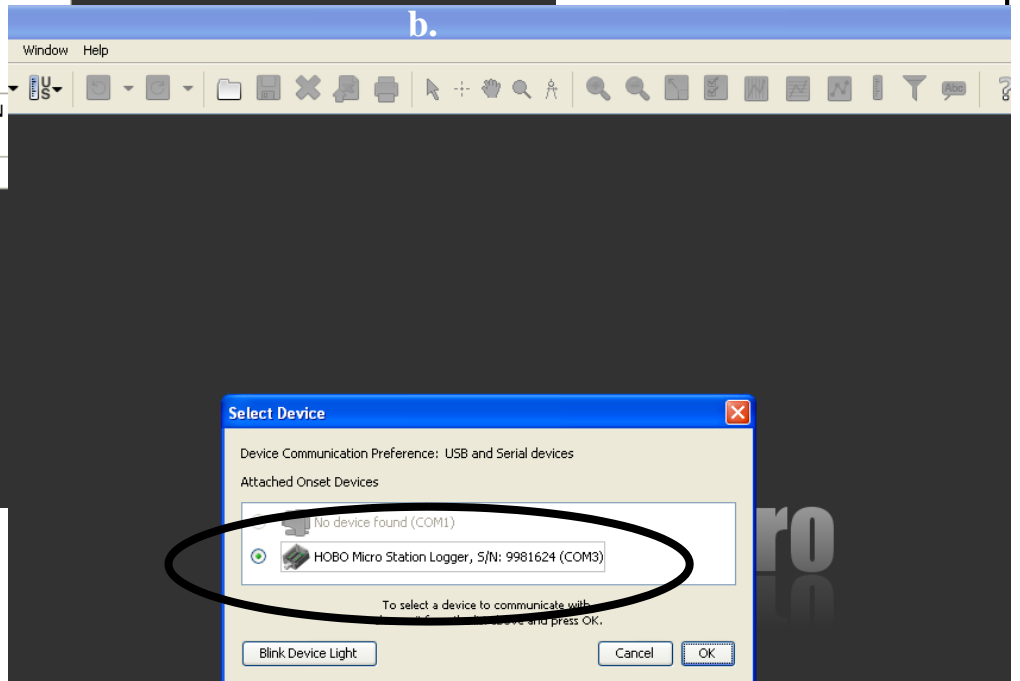 b.
Window Help
U
S
Abc
?
N
Select Device
Device Communication Preference: USB and Serial devices
Attached Onset Devices
No device found (COM1)
HOBO Micro Station Logger, S/N: 9981624 (COM3)
ro
To select a device to communicate with
above and press OK.
Blink Device Light
Cancel
OK